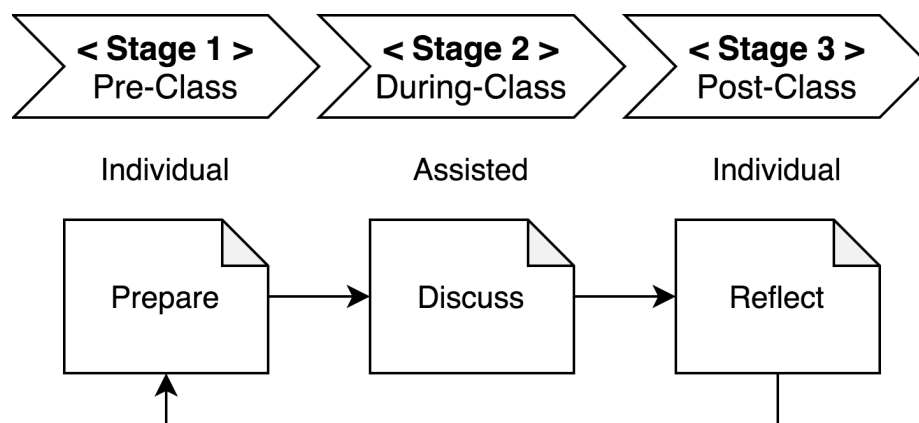 < Stage 1 >
Pre-Class
< Stage 2 >
During-Class
< Stage 3 >
Post-Class
Individual
Assisted
Individual
Prepare
Discuss
Reflect